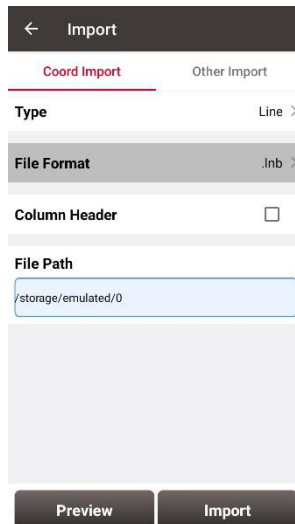 ← Import
Coord Import Other Import
Type Line >
File Format .lnb >
Column Header
File Path
/storage/emulated/0
Preview Import